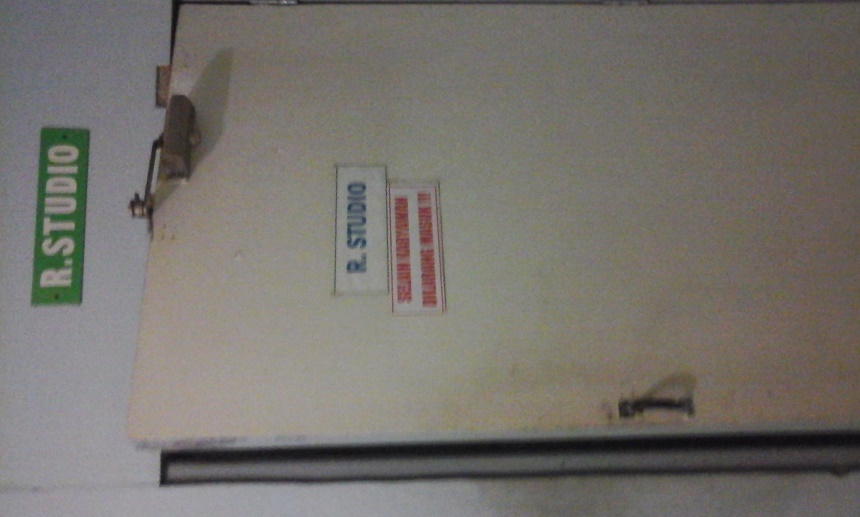 R.STUDIO
R. STUDIO
SELAIN KARYAWAN
DILARANG MASUK !!